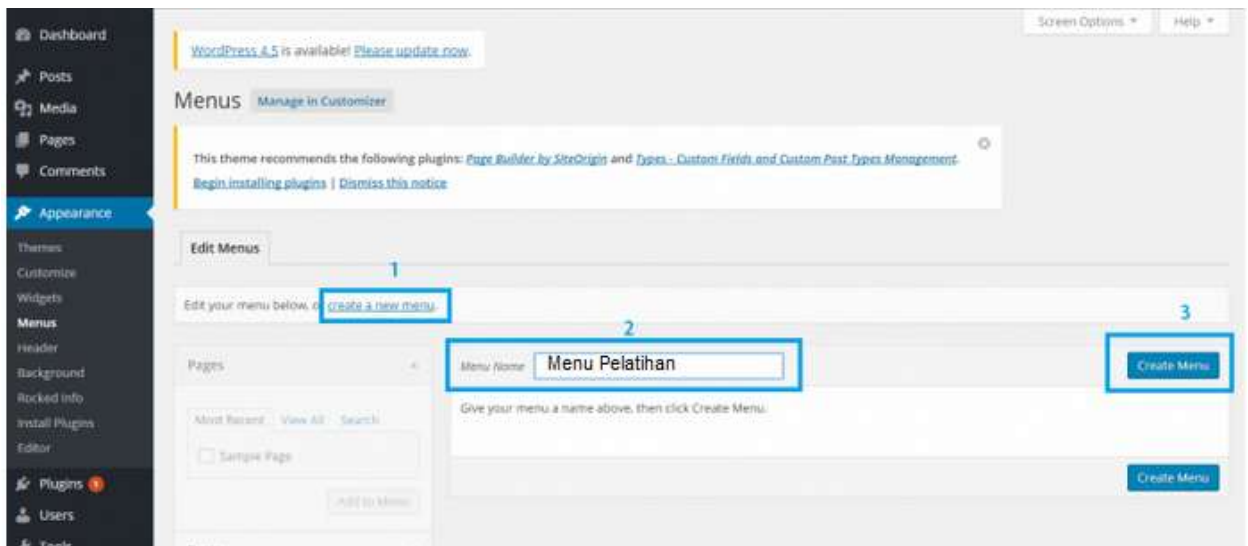 Screen Options Help
Dashboard
Posts
Media
Pages
Comments
Appearance
Themes
Customize
Widgets
Menus
Header
Background
Rocked Info
Install Plugins
Editor
Plugins 1
Users
Tools
WordPress 4.5 is available! Please update now.
Menus Manage in Customizer
This theme recommends the following plugins: Page Builder by SiteOrigin and Types - Custom Fields and Custom Post Types Management.
Begin installing plugins | Dismiss this notice
Edit Menus
1
Edit your menu below, or create a new menu.
2
3
Pages
Most Recent View All Search
Sample Page
Add to Menu
Menu Name Menu Pelatihan
Create Menu
Give your menu a name above, then click Create Menu.
Create Menu